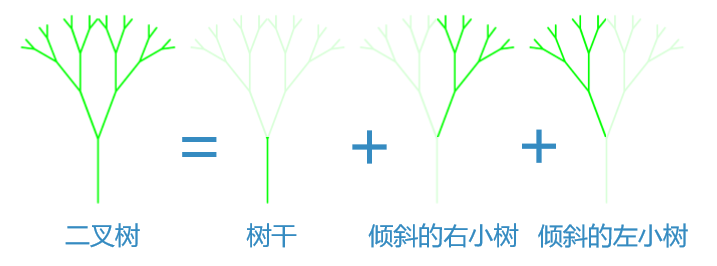 = + +
二叉树 树干 倾斜的右小树 倾斜的左小树